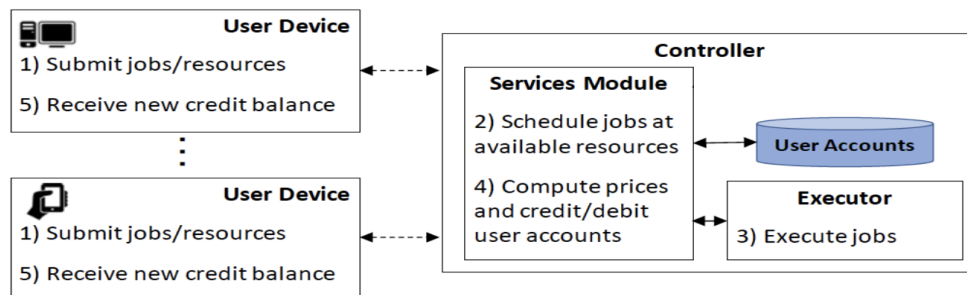 User Device
1) Submit jobs/resources
5) Receive new credit balance
User Device
1) Submit jobs/resources
5) Receive new credit balance
Controller
Services Module
2) Schedule jobs at
available resources
4) Compute prices
and credit/debit
user accounts
User Accounts
Executor
3) Execute jobs